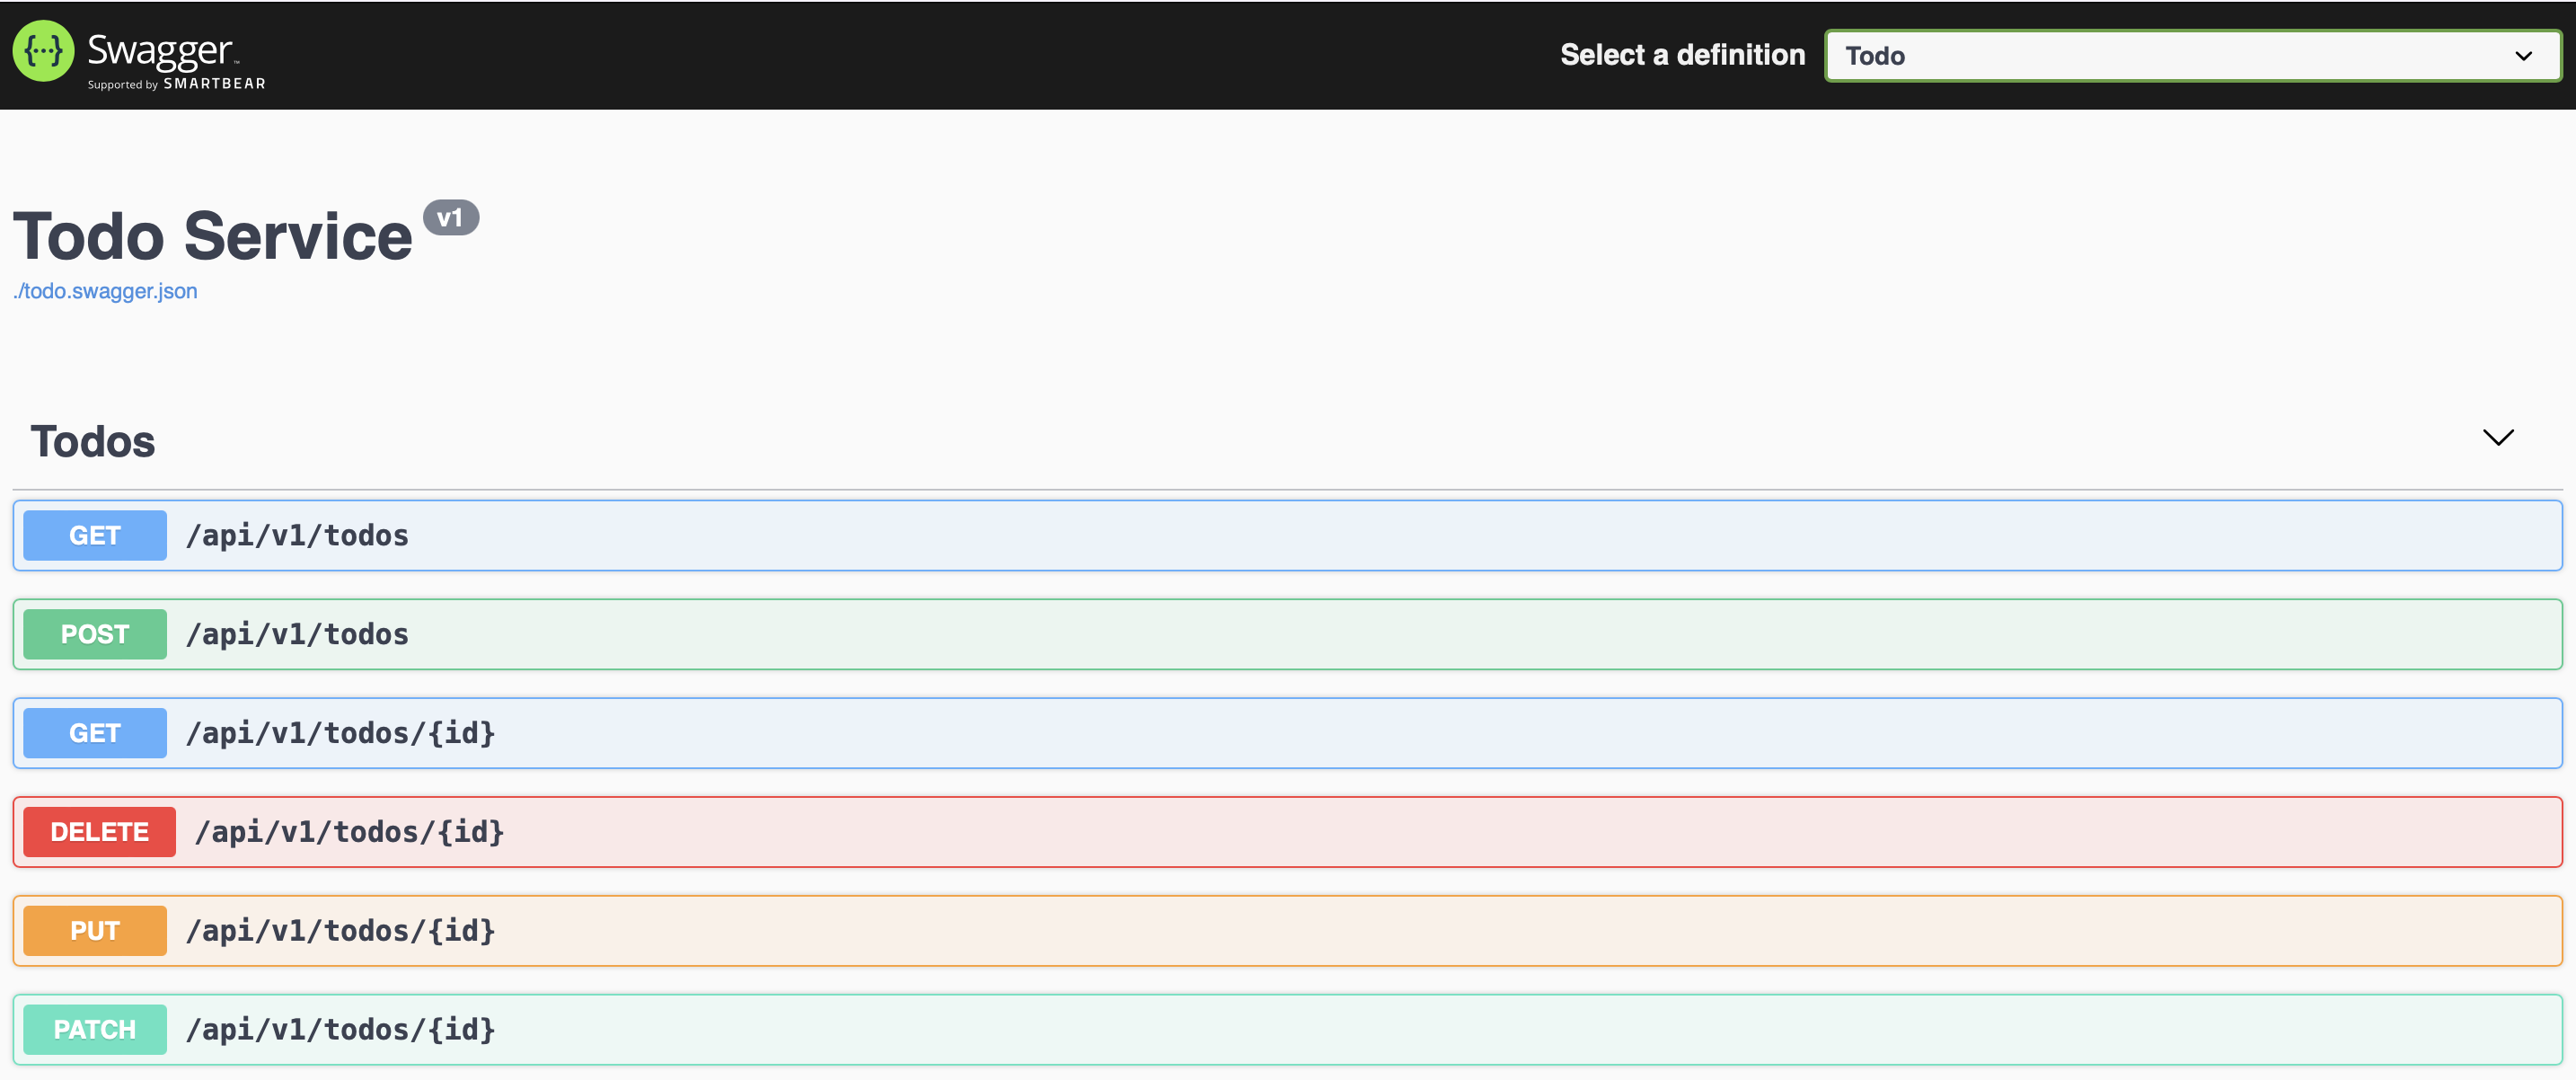 {···} Swagger™
Supported by SMARTBEAR
Select a definition
Todo
Todo Service v1
./todo.swagger.json
Todos
GET /api/v1/todos
POST /api/v1/todos
GET /api/v1/todos/{id}
DELETE /api/v1/todos/{id}
PUT /api/v1/todos/{id}
PATCH /api/v1/todos/{id}